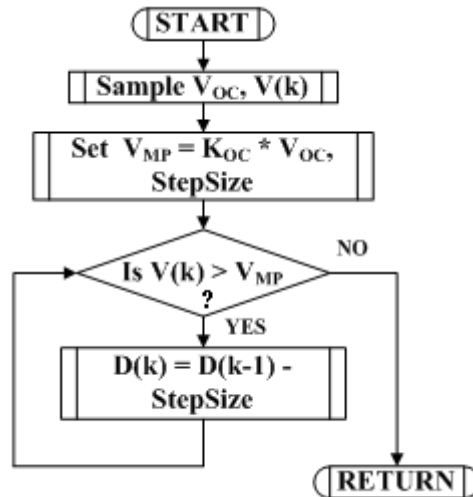 START
Sample V_OC, V(k)
Set V_MP = K_OC * V_OC,
StepSize
Is V(k) > V_MP
?
NO
YES
D(k) = D(k-1) -
StepSize
RETURN